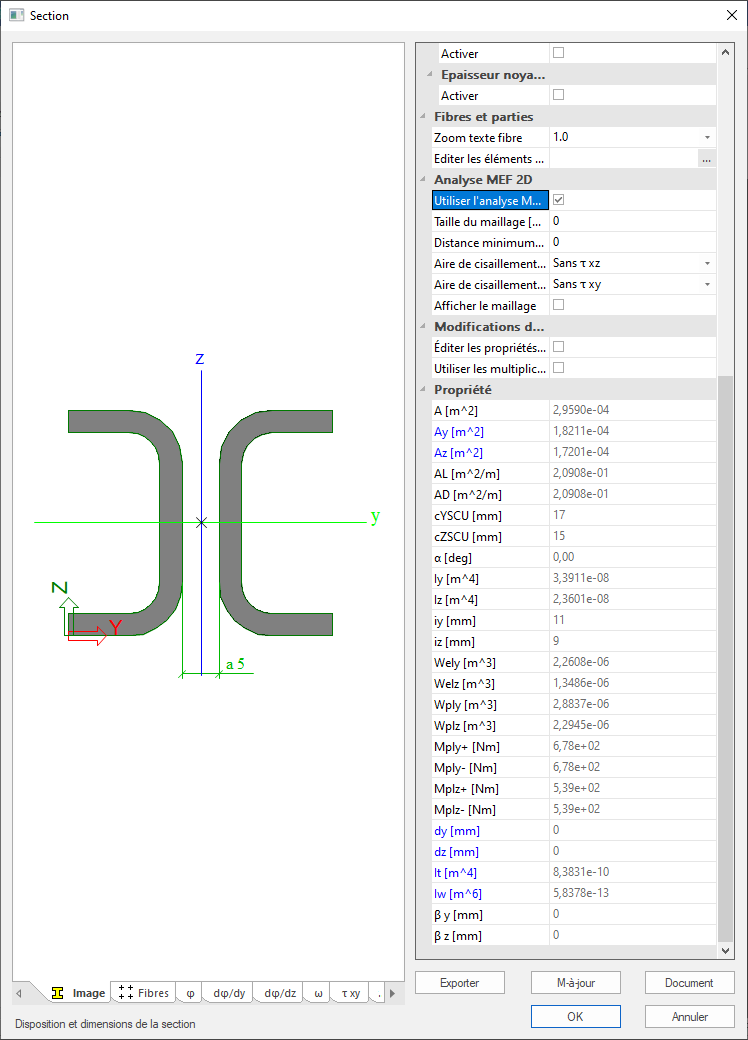 Section
z
y
Z
Y
a 5
Activer
Epaisseur noya...
Activer
Fibres et parties
Zoom texte fibre 1.0
Editer les éléments ... ...
Analyse MEF 2D
Utiliser l'analyse M...
Taille du maillage [... 0
Distance minimum... 0
Aire de cisaillement... Sans τ xz
Aire de cisaillement... Sans τ xy
Afficher le maillage
Modifications d...
Éditer les propriétés...
Utiliser les multiplic...
Propriété
A [m^2] 2,9590e-04
Ay [m^2] 1,8211e-04
Az [m^2] 1,7201e-04
AL [m^2/m] 2,0908e-01
AD [m^2/m] 2,0908e-01
cYSCU [mm] 17
cZSCU [mm] 15
α [deg] 0,00
Iy [m^4] 3,3911e-08
Iz [m^4] 2,3601e-08
iy [mm] 11
iz [mm] 9
Wely [m^3] 2,2608e-06
Welz [m^3] 1,3486e-06
Wply [m^3] 2,8837e-06
Wplz [m^3] 2,2945e-06
Mply+ [Nm] 6,78e+02
Mply- [Nm] 6,78e+02
Mplz+ [Nm] 5,39e+02
Mplz- [Nm] 5,39e+02
dy [mm] 0
dz [mm] 0
It [m^4] 8,3831e-10
Iw [m^6] 5,8378e-13
β y [mm] 0
β z [mm] 0
Image Fibres φ dφ/dy dφ/dz ω τ xy .
Exporter M-à-jour Document
Disposition et dimensions de la section
OK Annuler